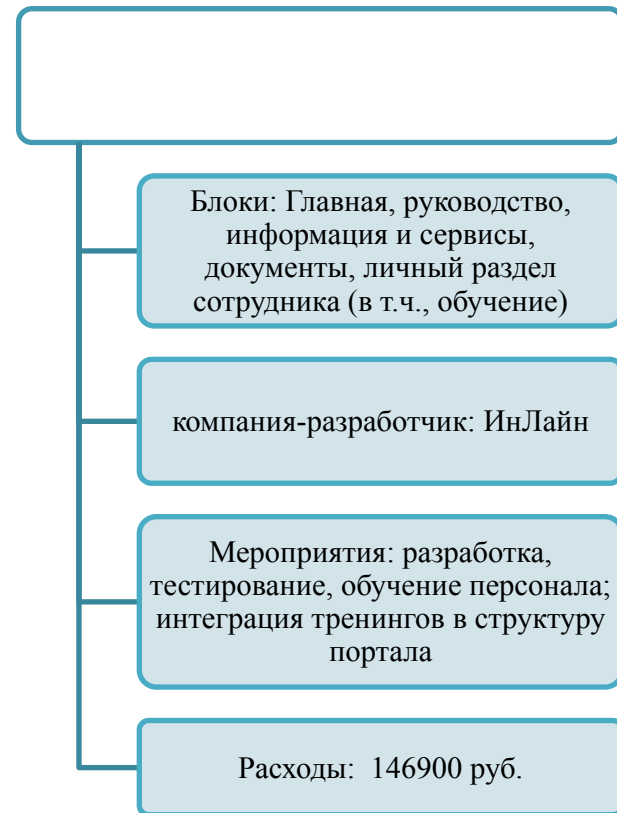 Блоки: Главная, руководство,
информация и сервисы,
документы, личный раздел
сотрудника (в т.ч., обучение)
компания-разработчик: ИнЛайн
Мероприятия: разработка,
тестирование, обучение персонала;
интеграция тренингов в структуру
портала
Расходы:  146900 руб.